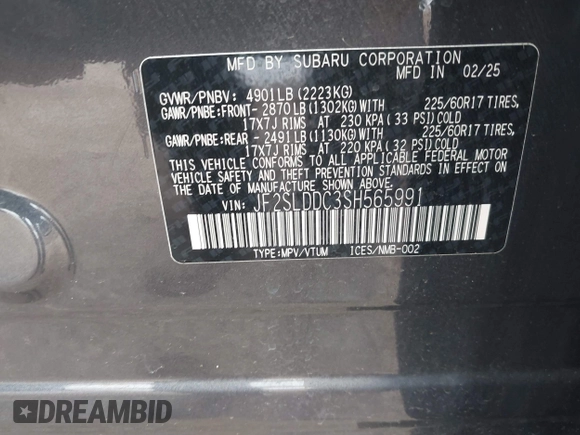 MFD BY SUBARU CORPORATION
MFD IN 02/25
GVWR/PNBV: 4901LB(2223KG)
GAWR/PNBE:FRONT- 2870LB(1302KG)WITH 225/60R17 TIRES,
17X7J RIMS AT 230 KPA(33 PSI)COLD
GAWR/PNBE:REAR - 2491LB(1130KG)WITH 225/60R17 TIRES,
17X7J RIMS AT 220 KPA(32 PSI)COLD
THIS VEHICLE CONFORMS TO ALL APPLICABLE FEDERAL MOTOR
VEHICLE SAFETY AND THEFT PREVENTION STANDARDS IN EFFECT
ON THE DATE OF MANUFACTURE SHOWN ABOVE.
VIN: JF2SLDDC3SH565991
TYPE:MPV/VTUM ICES/NMB-002
DREAMBID